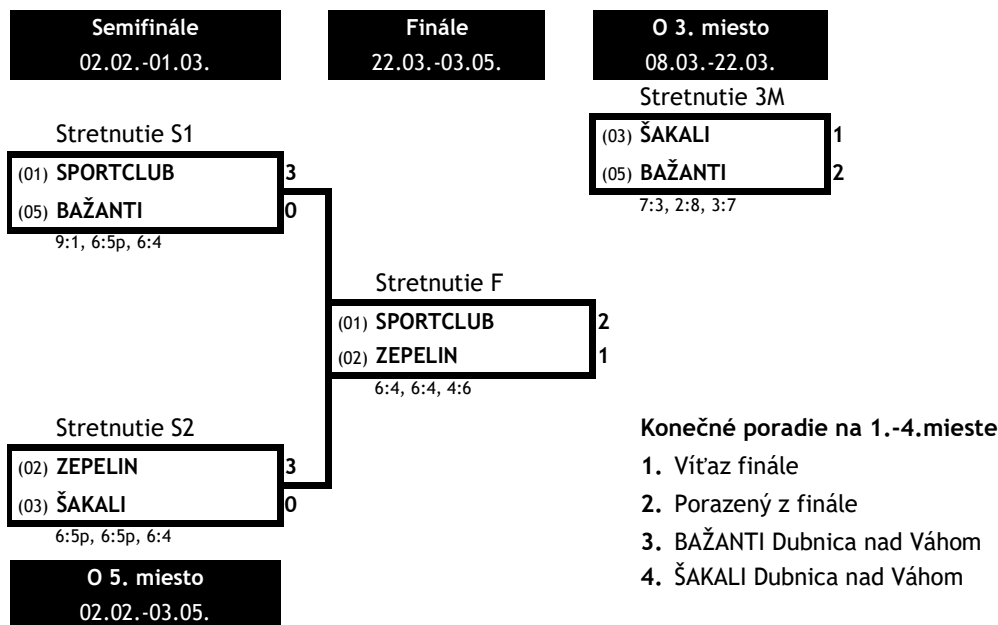 Semifinále
02.02.-01.03.
Finále
22.03.-03.05.
O 3. miesto
08.03.-22.03.
Stretnutie 3M
(03) ŠAKALI 1
(05) BAŽANTI 2
7:3, 2:8, 3:7
Stretnutie S1
(01) SPORTCLUB 3
(05) BAŽANTI 0
9:1, 6:5p, 6:4
Stretnutie F
(01) SPORTCLUB 2
(02) ZEPELIN 1
6:4, 6:4, 4:6
Stretnutie S2
(02) ZEPELIN 3
(03) ŠAKALI 0
6:5p, 6:5p, 6:4
Konečné poradie na 1.-4.mieste
1. Víťaz finále
2. Porazený z finále
3. BAŽANTI Dubnica nad Váhom
4. ŠAKALI Dubnica nad Váhom
O 5. miesto
02.02.-03.05.